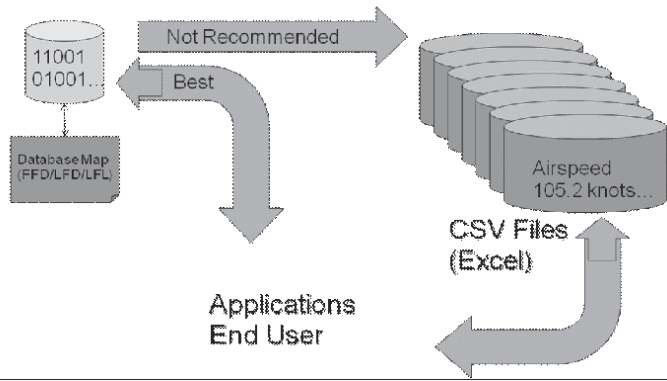 Not Recommended
11001
01001...
Best
Database Map
(FFD/LFD/LFL)
Airspeed
105.2 knots...
CSV Files
(Excel)
Applications
End User